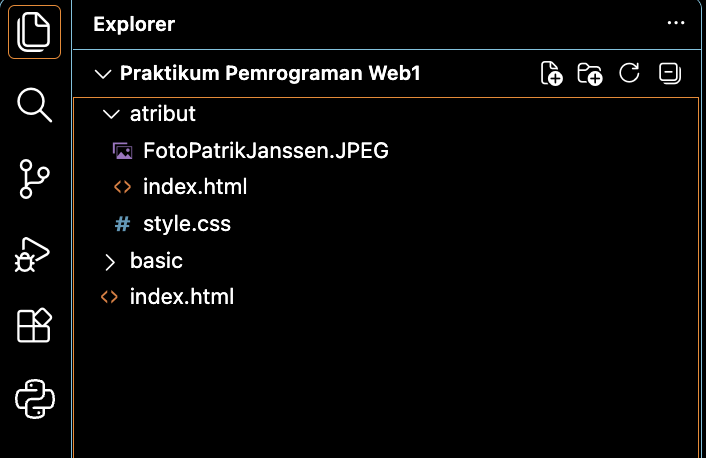 Explorer
Praktikum Pemrograman Web1
atribut
FotoPatrikJanssen.JPEG
<> index.html
# style.css
basic
<> index.html